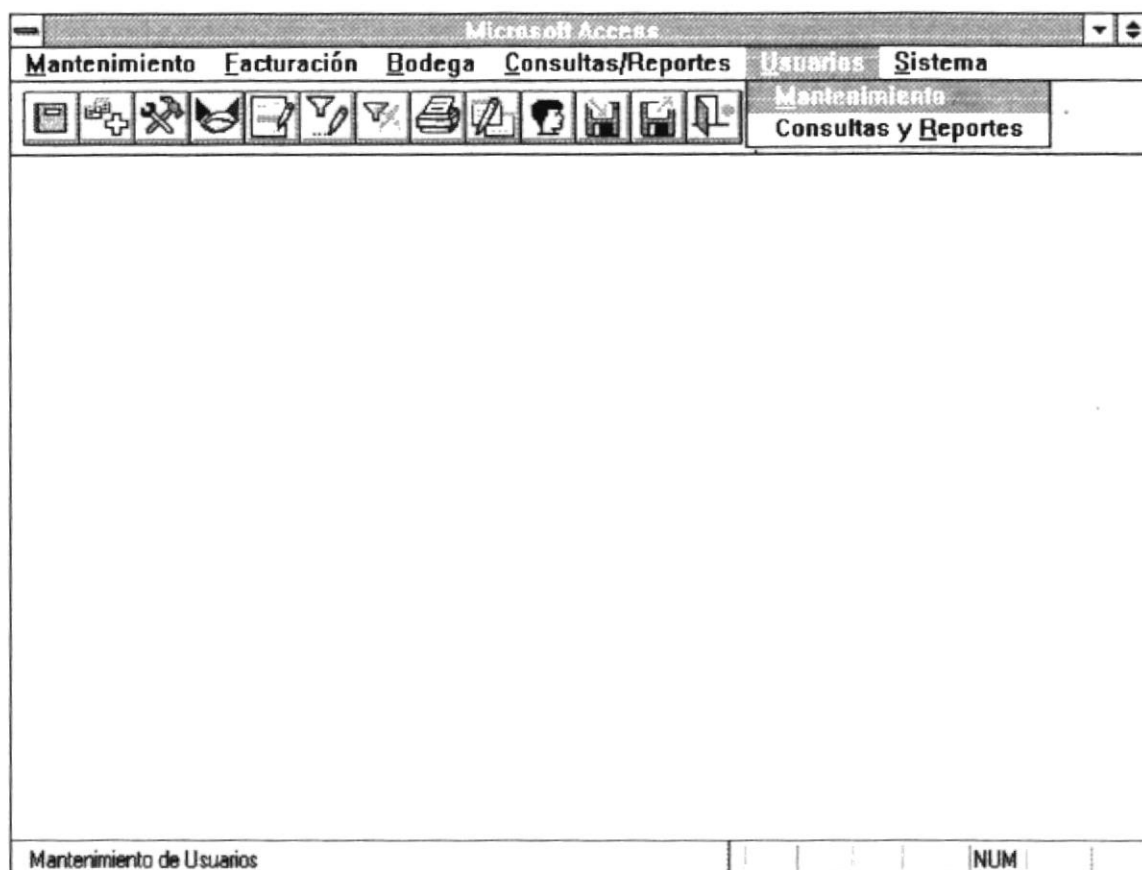 Microsoft Access
Mantenimiento Facturación Bodega Consultas/Reportes Usuarios Sistema
Mantenimiento
Consultas y Reportes
Mantenimiento de Usuarios NUM